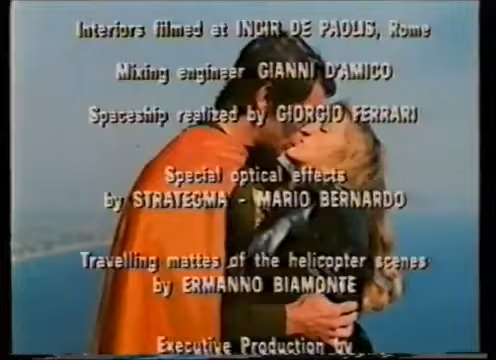 Interiors filmed at INCIR DE PAOLIS, Rome
Mixing engineer GIANNI D'AMICO
Spaceship realized by GIORGIO FERRARI
Special optical effects
by STRATEGMA - MARIO BERNARDO
Travelling mattes of the helicopter scenes
by ERMANNO BIAMONTE
Executive Production by